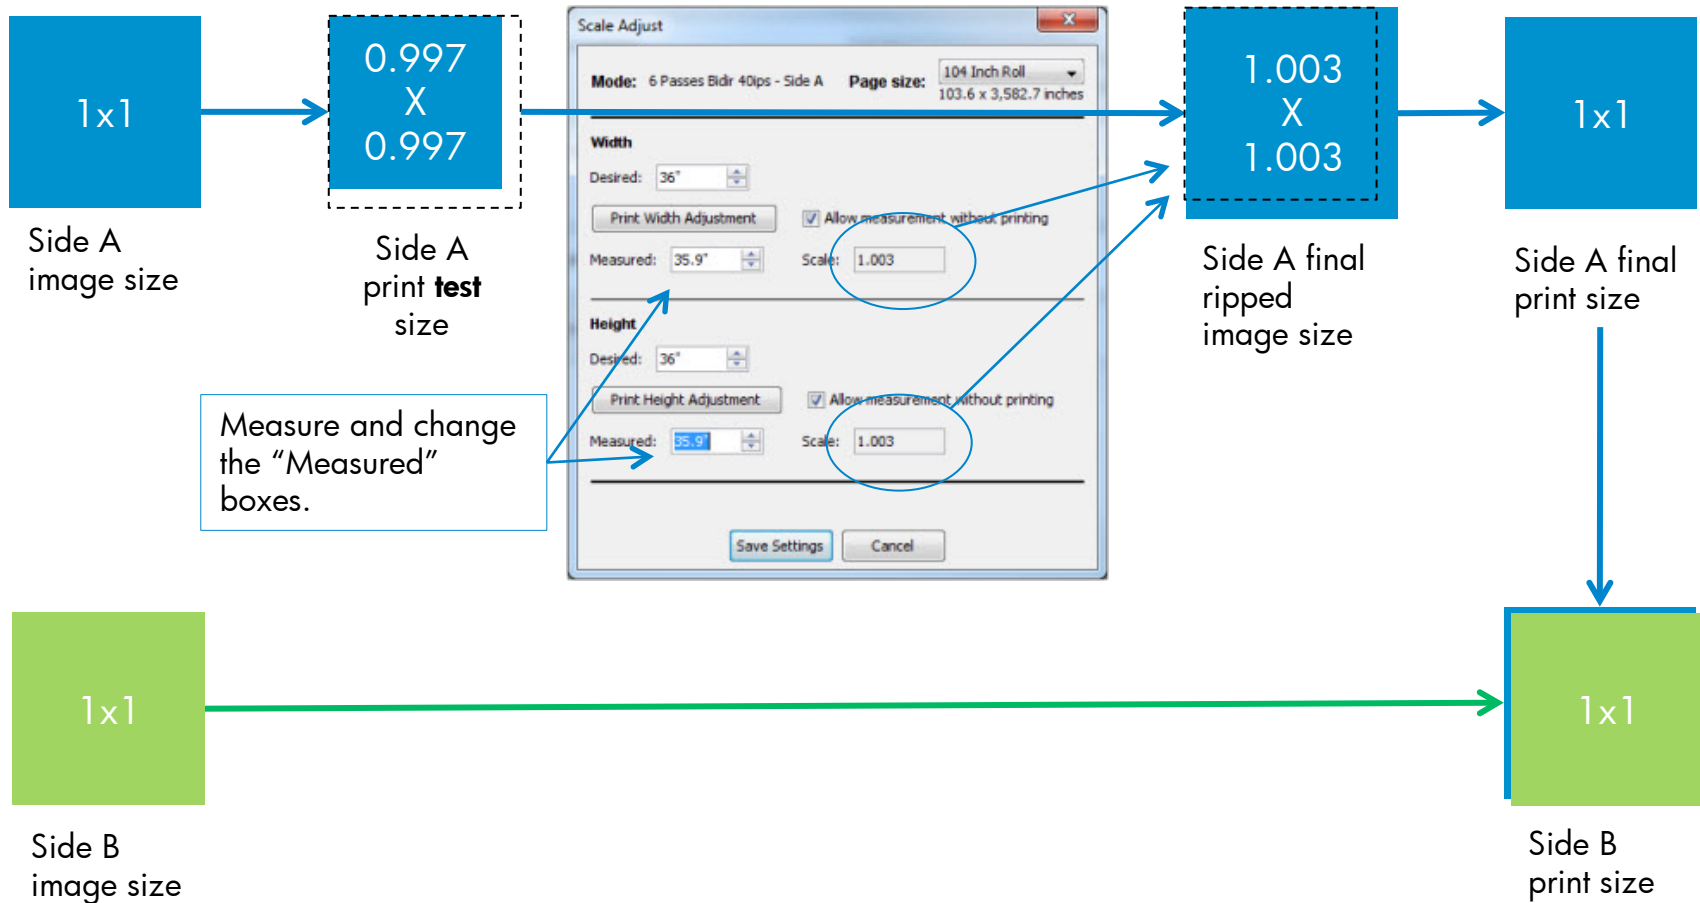 1x1
Side A
image size
0.997
X
0.997
Side A
print test
size
Scale Adjust
Mode: 6 Passes Bidr 40ips - Side A Page size: 104 Inch Roll
103.6 x 3,582.7 inches
Width
Desired: 36"
Print Width Adjustment Allow measurement without printing
Measured: 35.9" Scale: 1.003
Height
Desired: 36"
Print Height Adjustment Allow measurement without printing
Measured: 35.9" Scale: 1.003
Save Settings Cancel
Measure and change
the “Measured”
boxes.
1.003
X
1.003
Side A final
ripped
image size
1x1
Side A final
print size
1x1
Side B
image size
1x1
Side B
print size